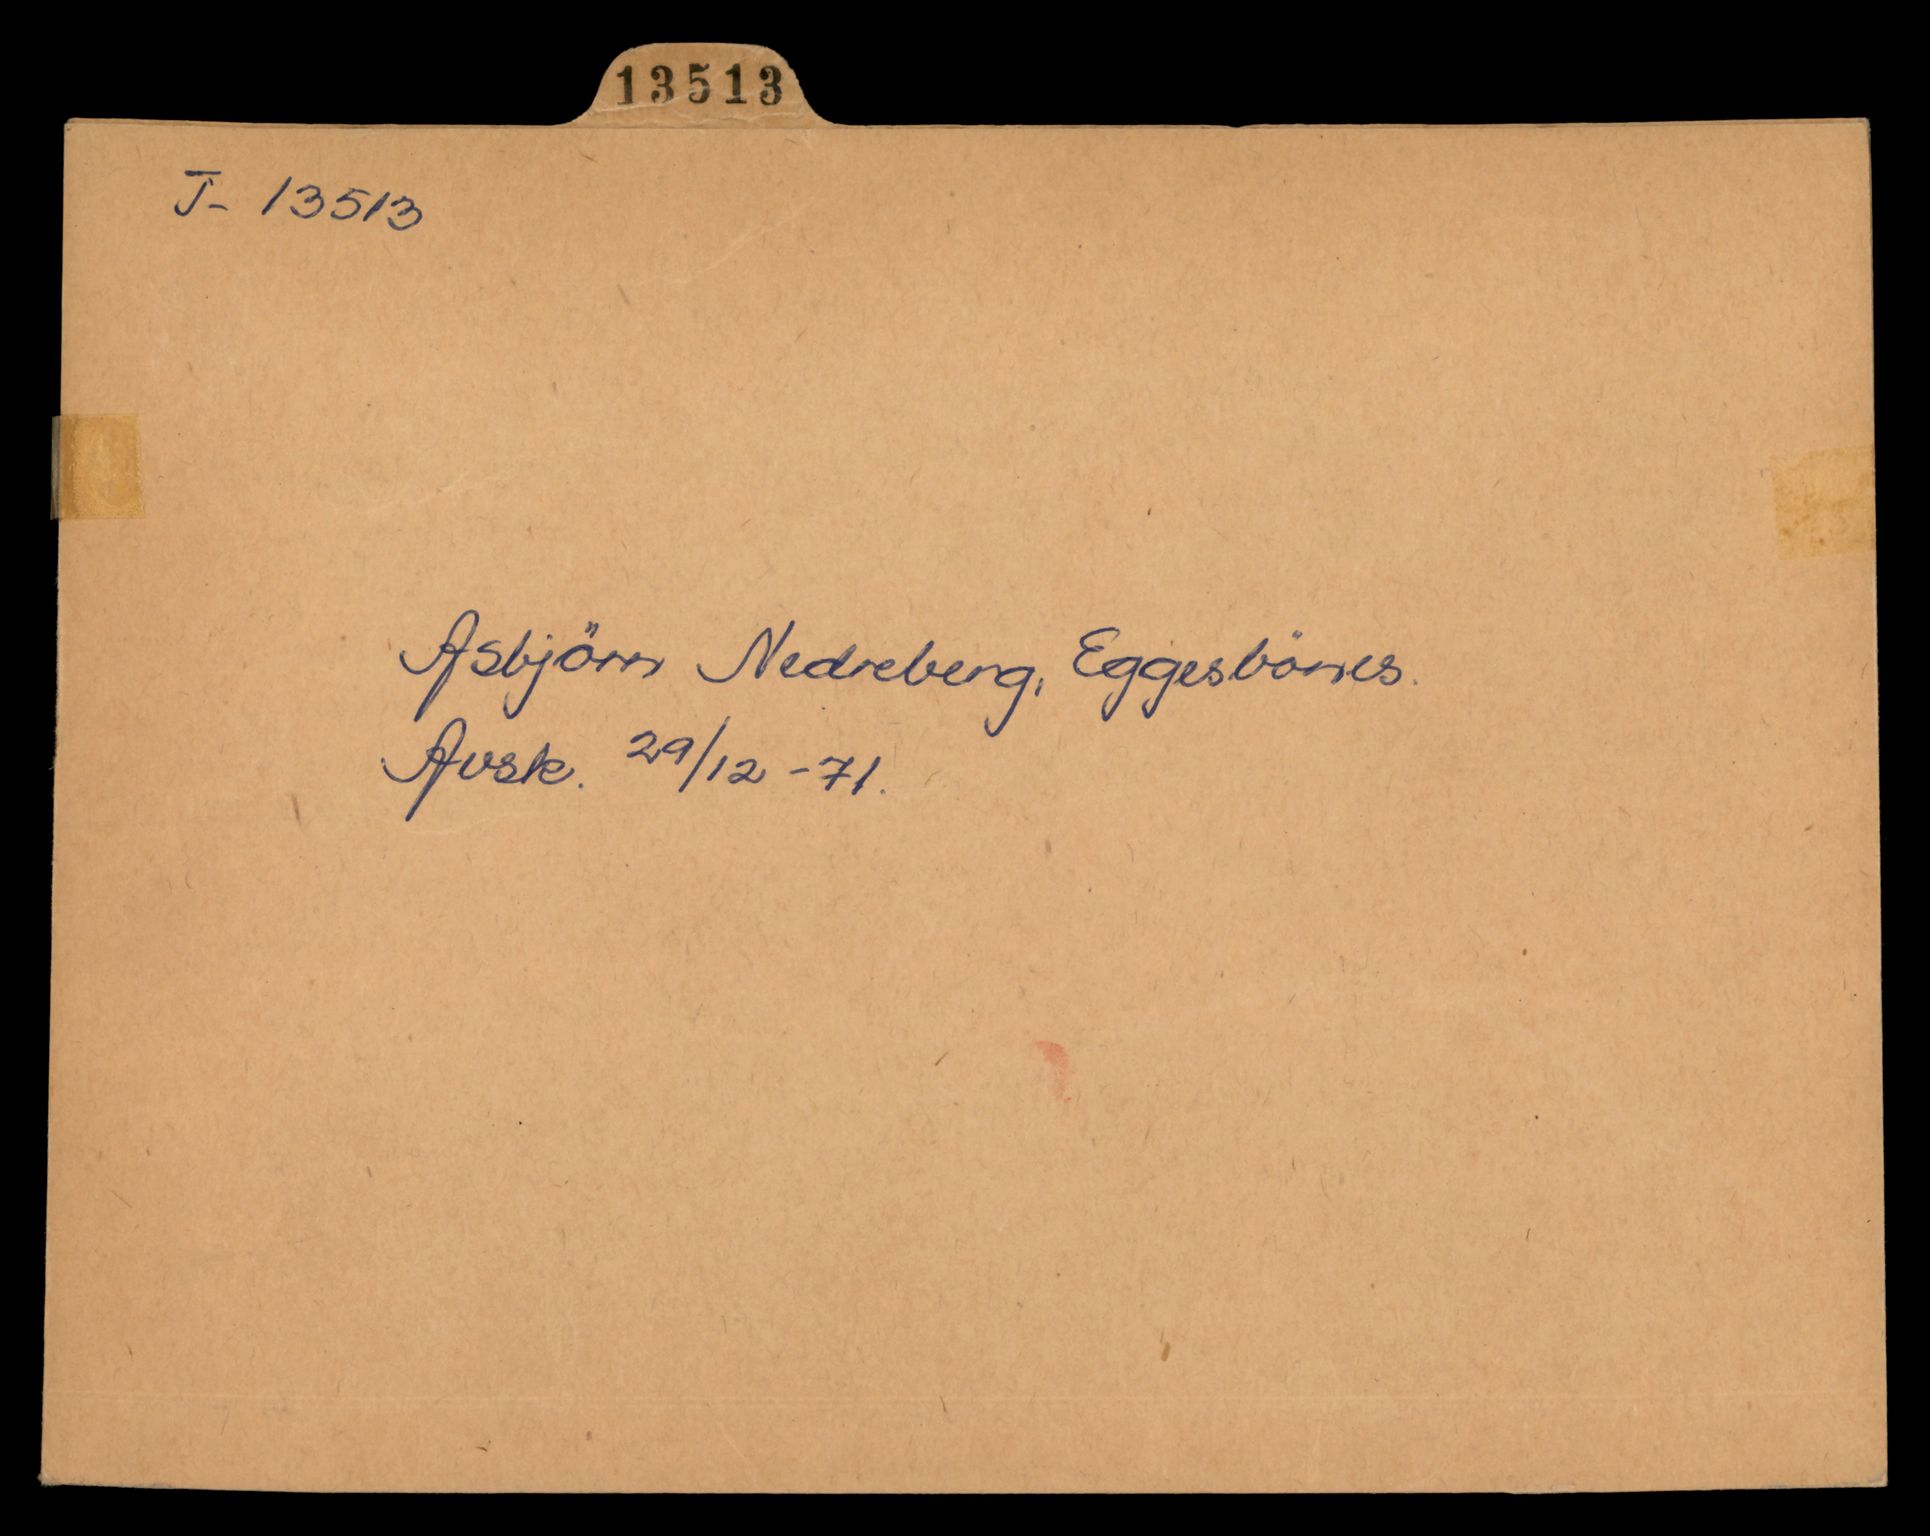 13513
J- 13513
Asbjörn Nedreberg, Eggesbönes.
Avsk. 29/12 -71.